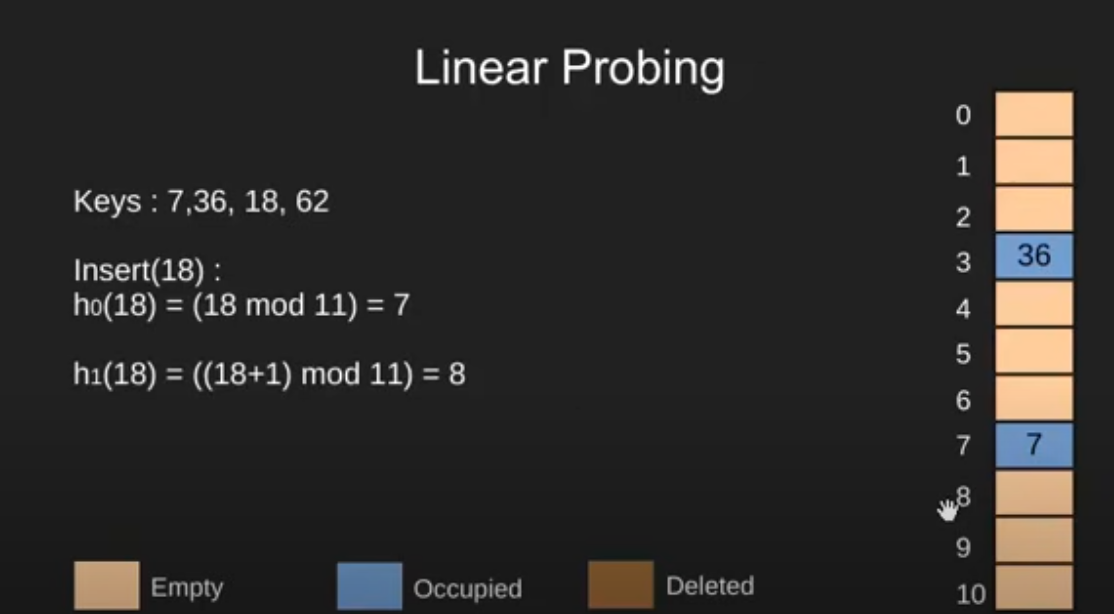 Linear Probing
Keys : 7,36, 18, 62
Insert(18) :
h0(18) = (18 mod 11) = 7
h1(18) = ((18+1) mod 11) = 8
0
1
2
3 36
4
5
6
7 7
8
9
10
Empty Occupied Deleted